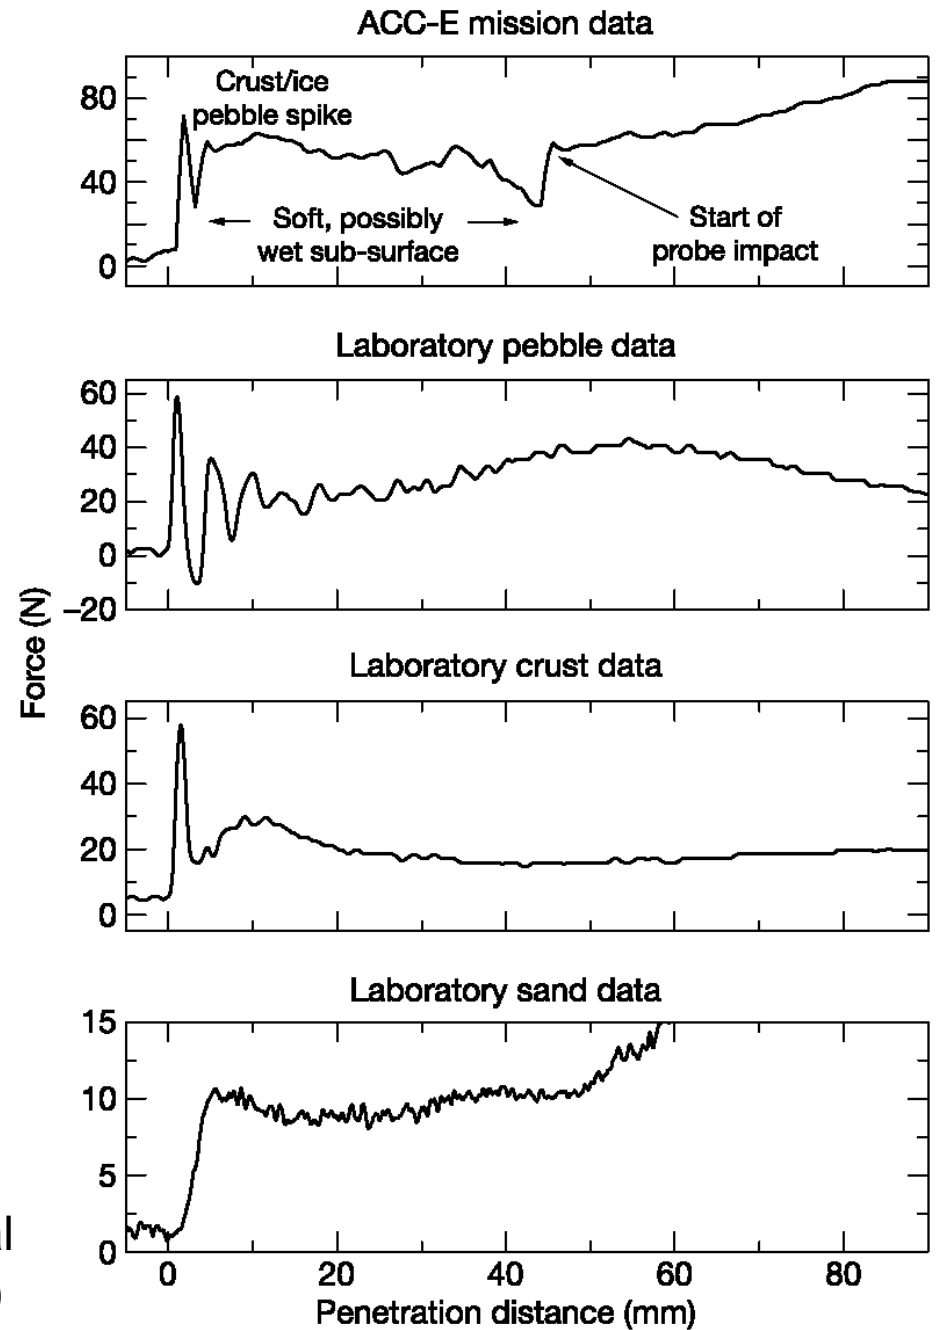 ACC-E mission data
80
40
0
Crust/ice
pebble spike
Soft, possibly
wet sub-surface
Start of
probe impact
Laboratory pebble data
60
40
20
0
−20
Force (N)
Laboratory crust data
60
40
20
0
Laboratory sand data
15
10
5
0
0 20 40 60 80
Penetration distance (mm)